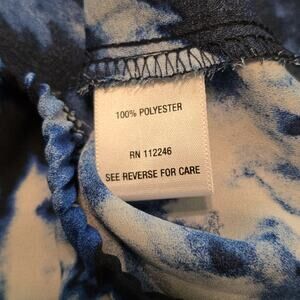 100% POLYESTER
RN 112246
SEE REVERSE FOR CARE